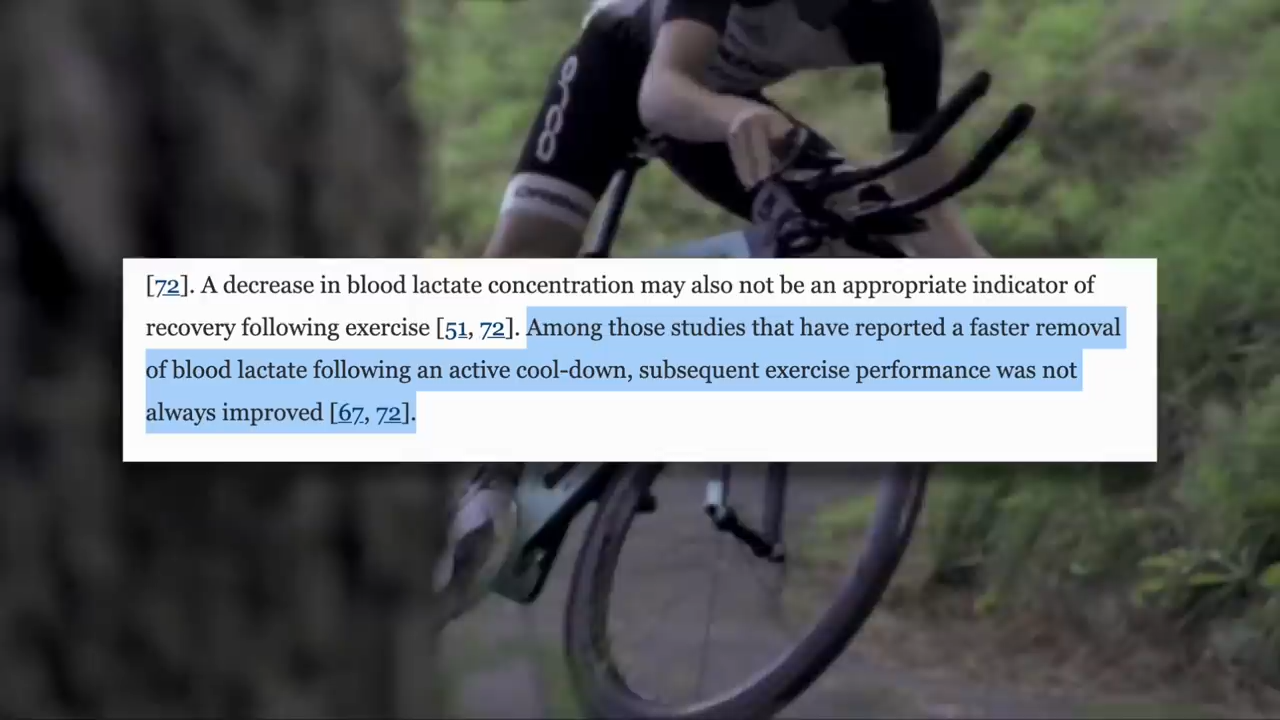 orca
[72]. A decrease in blood lactate concentration may also not be an appropriate indicator of
recovery following exercise [51, 72]. Among those studies that have reported a faster removal
of blood lactate following an active cool-down, subsequent exercise performance was not
always improved [67, 72].